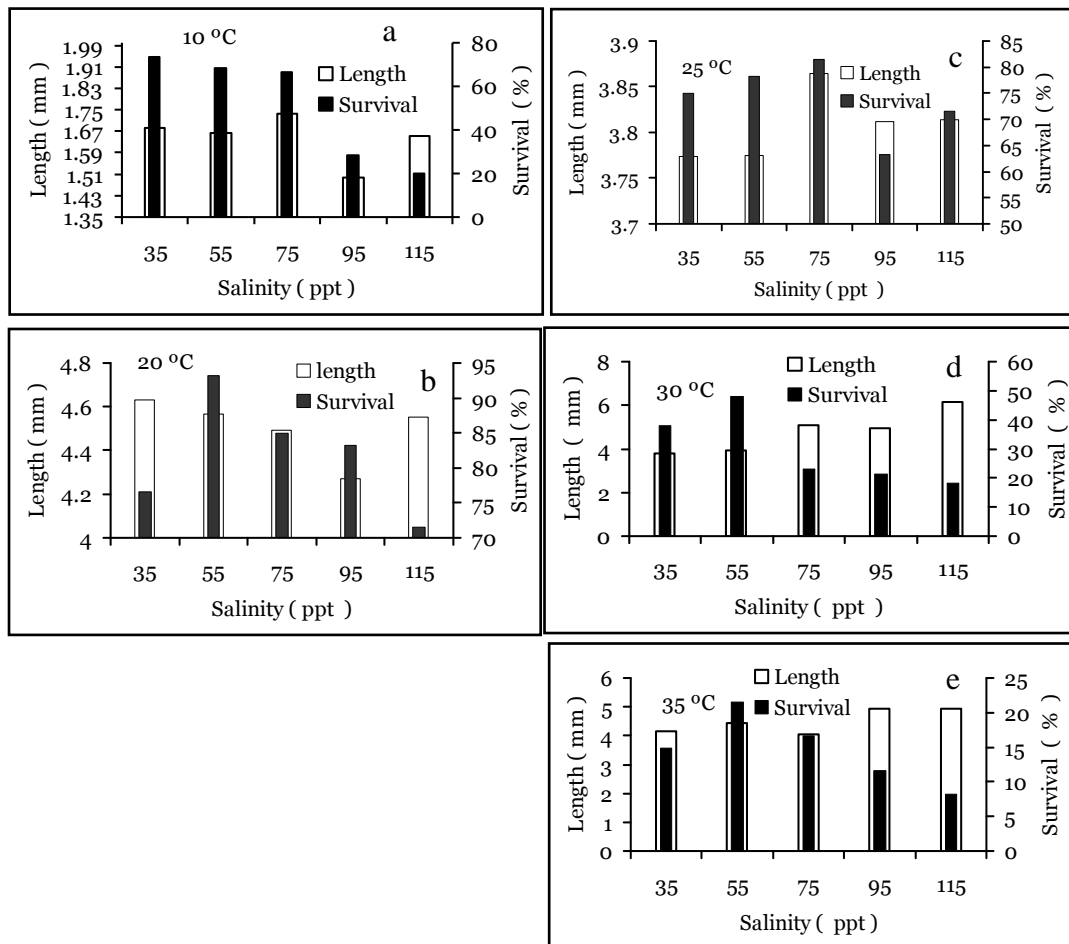 10 ºC
a
Length ( mm )
1.99
1.91
1.83
1.75
1.67
1.59
1.51
1.43
1.35
Length
Survival
80
60
40
20
0
Survival ( % )
35 55 75 95 115
Salinity ( ppt )
25 ºC
c
Length ( mm )
3.9
3.85
3.8
3.75
3.7
Length
Survival
85
80
75
70
65
60
55
50
Survival ( %)
35 55 75 95 115
Salinity ( ppt )
20 ºC
b
Length ( mm )
4.8
4.6
4.4
4.2
4
length
Survival
95
90
85
80
75
70
Survival ( % )
35 55 75 95 115
Salinity ( ppt )
30 ºC
d
Length ( mm )
8
6
4
2
0
Length
Survival
60
50
40
30
20
10
0
Survival ( % )
35 55 75 95 115
Salinity ( ppt )
35 ºC
e
Length ( mm )
6
5
4
3
2
1
0
Length
Survival
25
20
15
10
5
0
Survival ( % )
35 55 75 95 115
Salinity ( ppt )